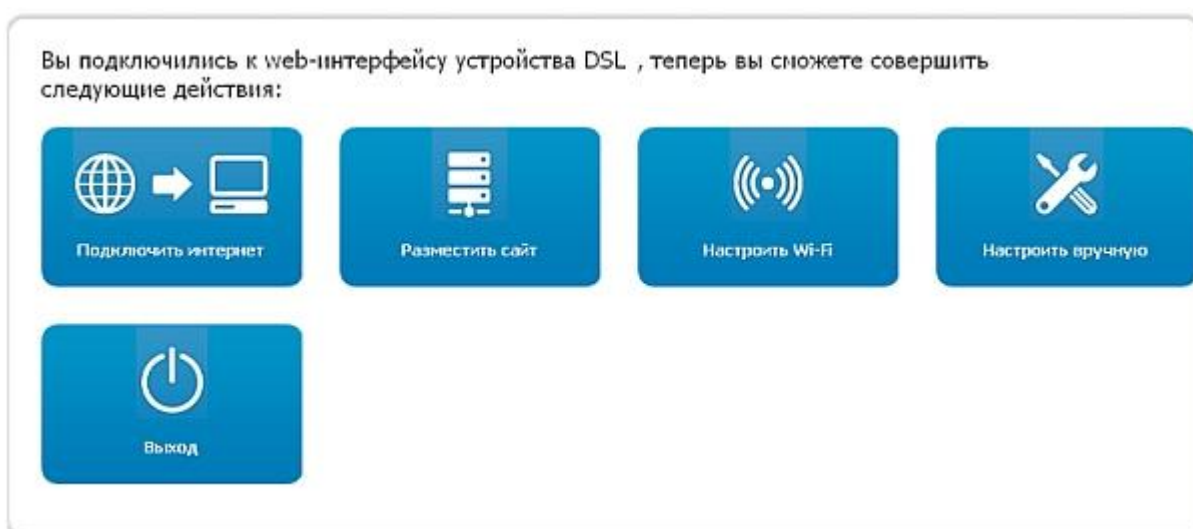 Вы подключились к web-интерфейсу устройства DSL , теперь вы сможете совершить
следующие действия:
Подключить интернет
Разместить сайт
Настроить Wi-Fi
Настроить вручную
Выход